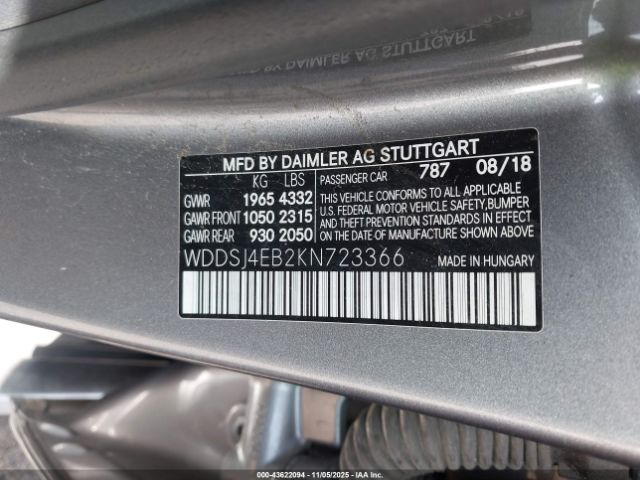 MFD BY DAIMLER AG STUTTGART
KG LBS PASSENGER CAR 787 08/18
GVWR 1965 4332
GAWR FRONT 1050 2315
GAWR REAR 930 2050
THIS VEHICLE CONFORMS TO ALL APPLICABLE
U.S. FEDERAL MOTOR VEHICLE SAFETY,BUMPER
AND THEFT PREVENTION STANDARDS IN EFFECT
ON THE DATE OF MANUFACTURE SHOWN ABOVE.
WDDSJ4EB2KN723366 MADE IN HUNGARY
000-43622094 - 11/05/2025 - IAA Inc.